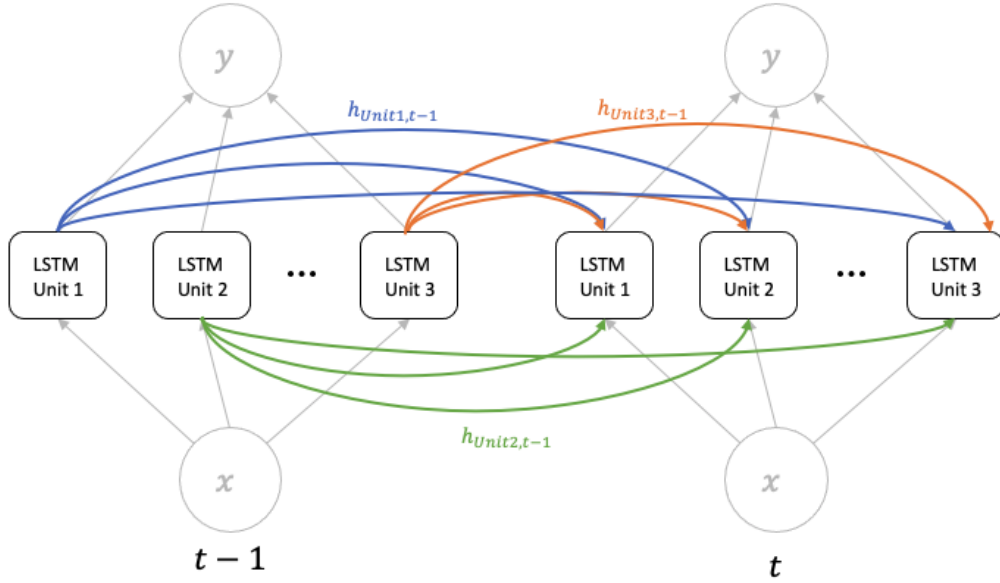 y
y
h_{Unit1,t−1}
h_{Unit3,t−1}
LSTM
Unit 1
LSTM
Unit 2
...
LSTM
Unit 3
LSTM
Unit 1
LSTM
Unit 2
...
LSTM
Unit 3
h_{Unit2,t−1}
x
x
t − 1
t